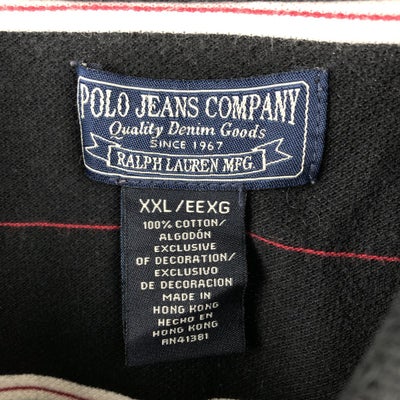 POLO JEANS COMPANY
Quality Denim Goods
SINCE 1967
RALPH LAUREN MFG.
XXL/EEXG
100% COTTON/
ALGODÓN
EXCLUSIVE
OF DECORATION/
EXCLUSIVO
DE DECORACIÓN
MADE IN
HONG KONG
HECHO EN
HONG KONG
RN41381